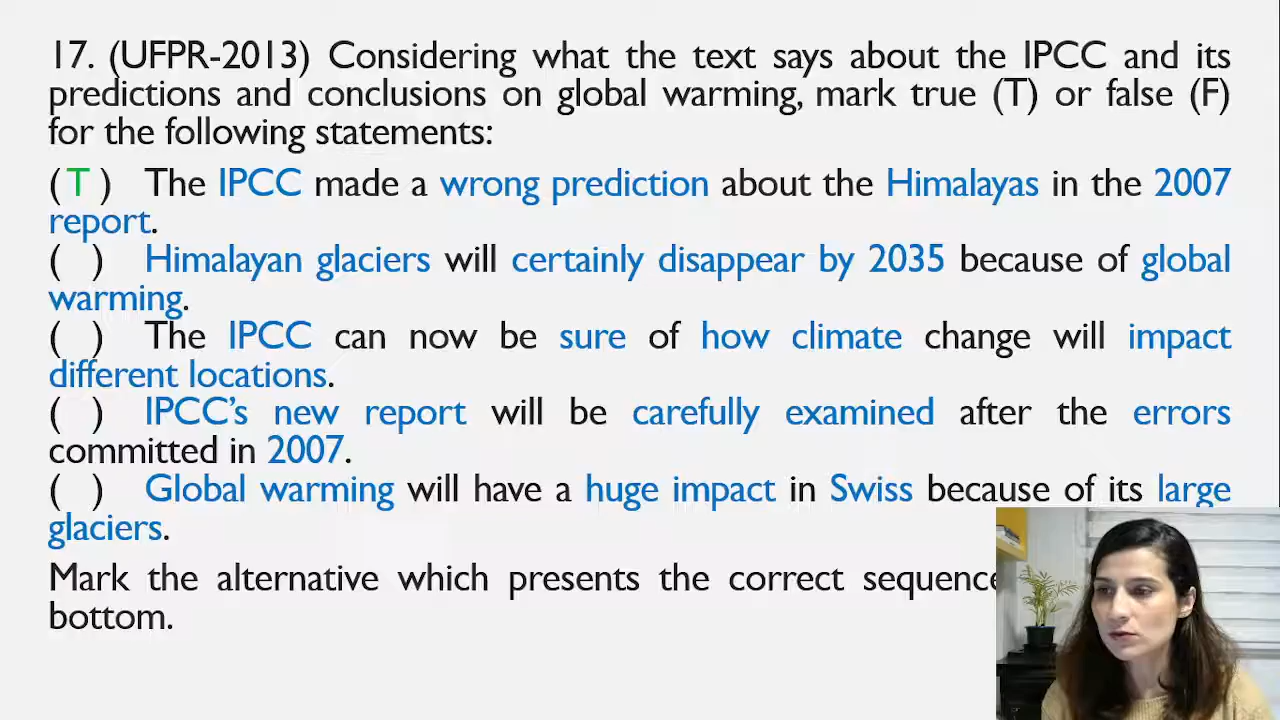 17. (UFPR-2013) Considering what the text says about the IPCC and its
predictions and conclusions on global warming, mark true (T) or false (F)
for the following statements:
( T ) The IPCC made a wrong prediction about the Himalayas in the 2007
report.
( ) Himalayan glaciers will certainly disappear by 2035 because of global
warming.
( ) The IPCC can now be sure of how climate change will impact
different locations.
( ) IPCC’s new report will be carefully examined after the errors
committed in 2007.
( ) Global warming will have a huge impact in Swiss because of its large
glaciers.
Mark the alternative which presents the correct sequence
bottom.